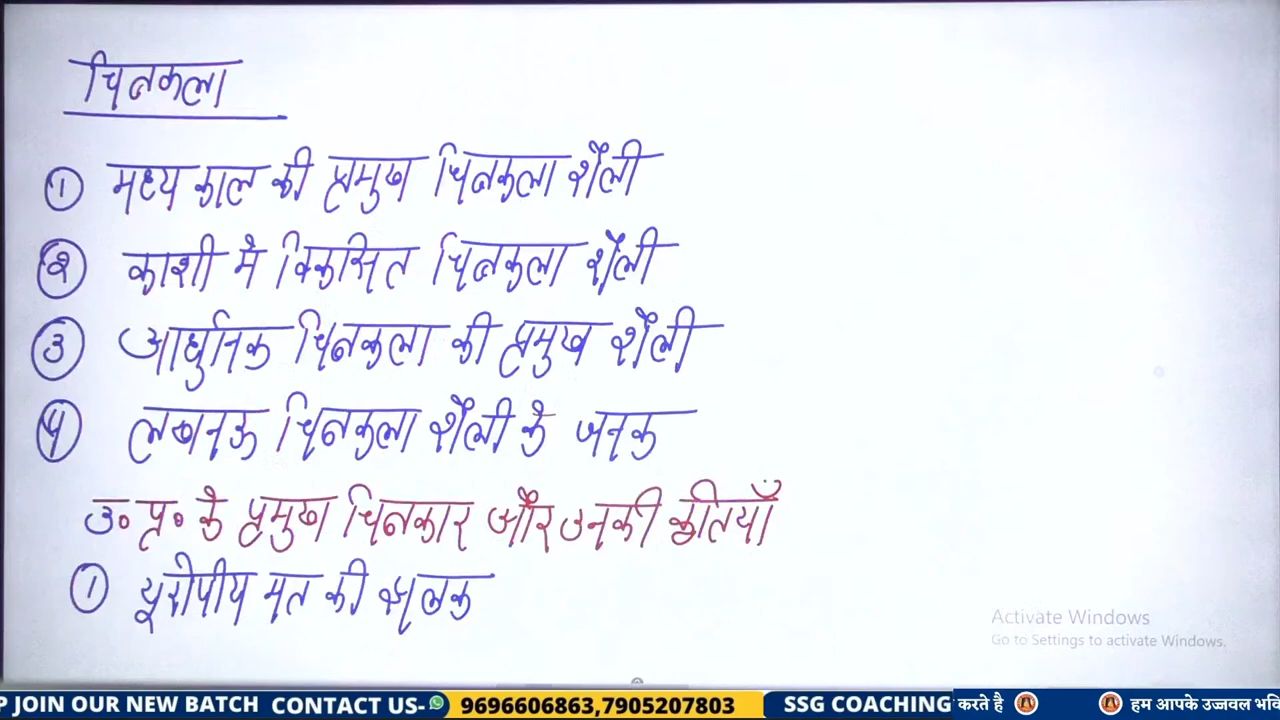 चित्रकला
① मध्य काल की प्रमुख चित्रकला शैली
② काशी मे विकसित चित्रकला शैली
③ आधुनिक चित्रकला की प्रमुख शैली
④ लखनऊ चित्रकला शैली के जनक
उ॰ प्र॰ के प्रमुख चित्रकार और उनकी कृतियाँ
① यूरोपीय मत की झलक
Activate Windows
Go to Settings to activate Windows.
P JOIN OUR NEW BATCH CONTACT US- 9696606863,7905207803 SSG COACHING करते है हम आपके उज्जवल भवि